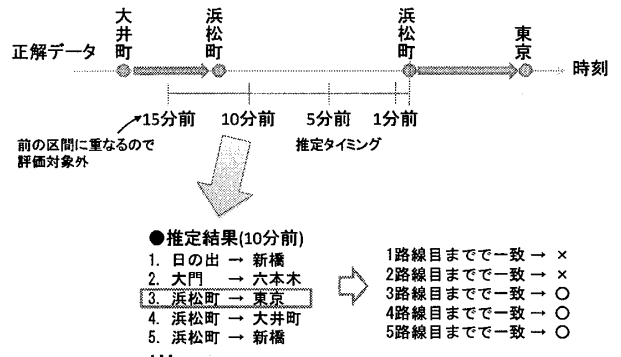 大井町
浜松町
浜松町
東京
正解データ
時刻
15分前
10分前
5分前
1分前
前の区間に重なるので
評価対象外
推定タイミング
●推定結果(10分前)
1. 日の出 → 新橋
2. 大門 → 六本木
3. 浜松町 → 東京
4. 浜松町 → 大井町
5. 浜松町 → 新橋
1路線目までで一致 → ×
2路線目までで一致 → ×
3路線目までで一致 → ○
4路線目までで一致 → ○
5路線目までで一致 → ○